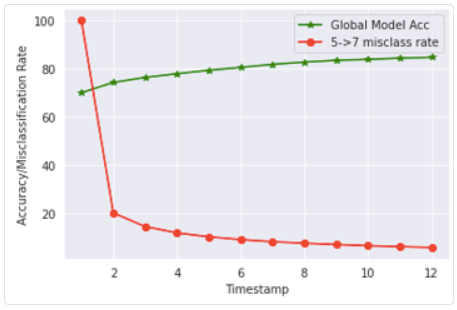 100
80
60
40
20
Accuracy/Misclassification Rate
Global Model Acc
5->7 misclass rate
2 4 6 8 10 12
Timestamp